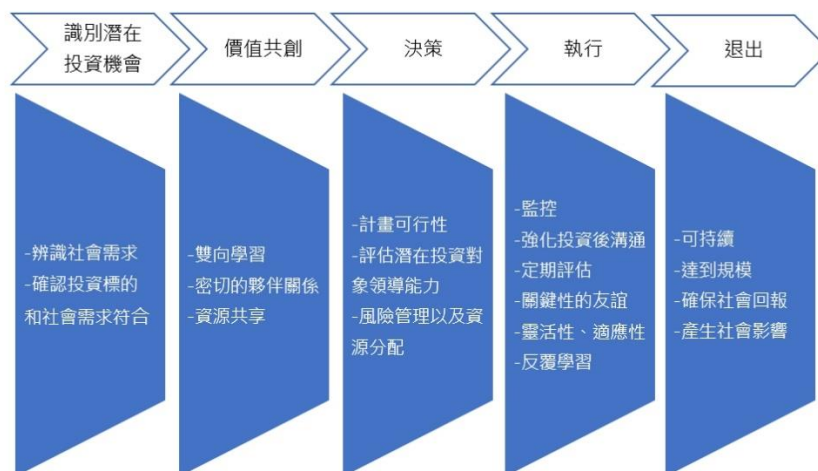 識別潛在
投資機會
價值共創
決策
執行
退出
-辨識社會需求
-確認投資標的
和社會需求符合
-雙向學習
-密切的夥伴關係
-資源共享
-計畫可行性
-評估潛在投資對
象領導能力
-風險管理以及資
源分配
-監控
-強化投資後溝通
-定期評估
-關鍵性的友誼
-靈活性、適應性
-反覆學習
-可持續
-達到規模
-確保社會回報
-產生社會影響